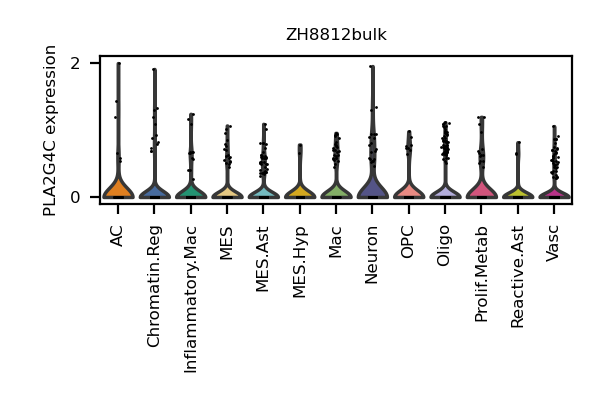 ZH8812bulk
PLA2G4C expression
2
0
AC
Chromatin.Reg
Inflammatory.Mac
MES
MES.Ast
MES.Hyp
Mac
Neuron
OPC
Oligo
Prolif.Metab
Reactive.Ast
Vasc